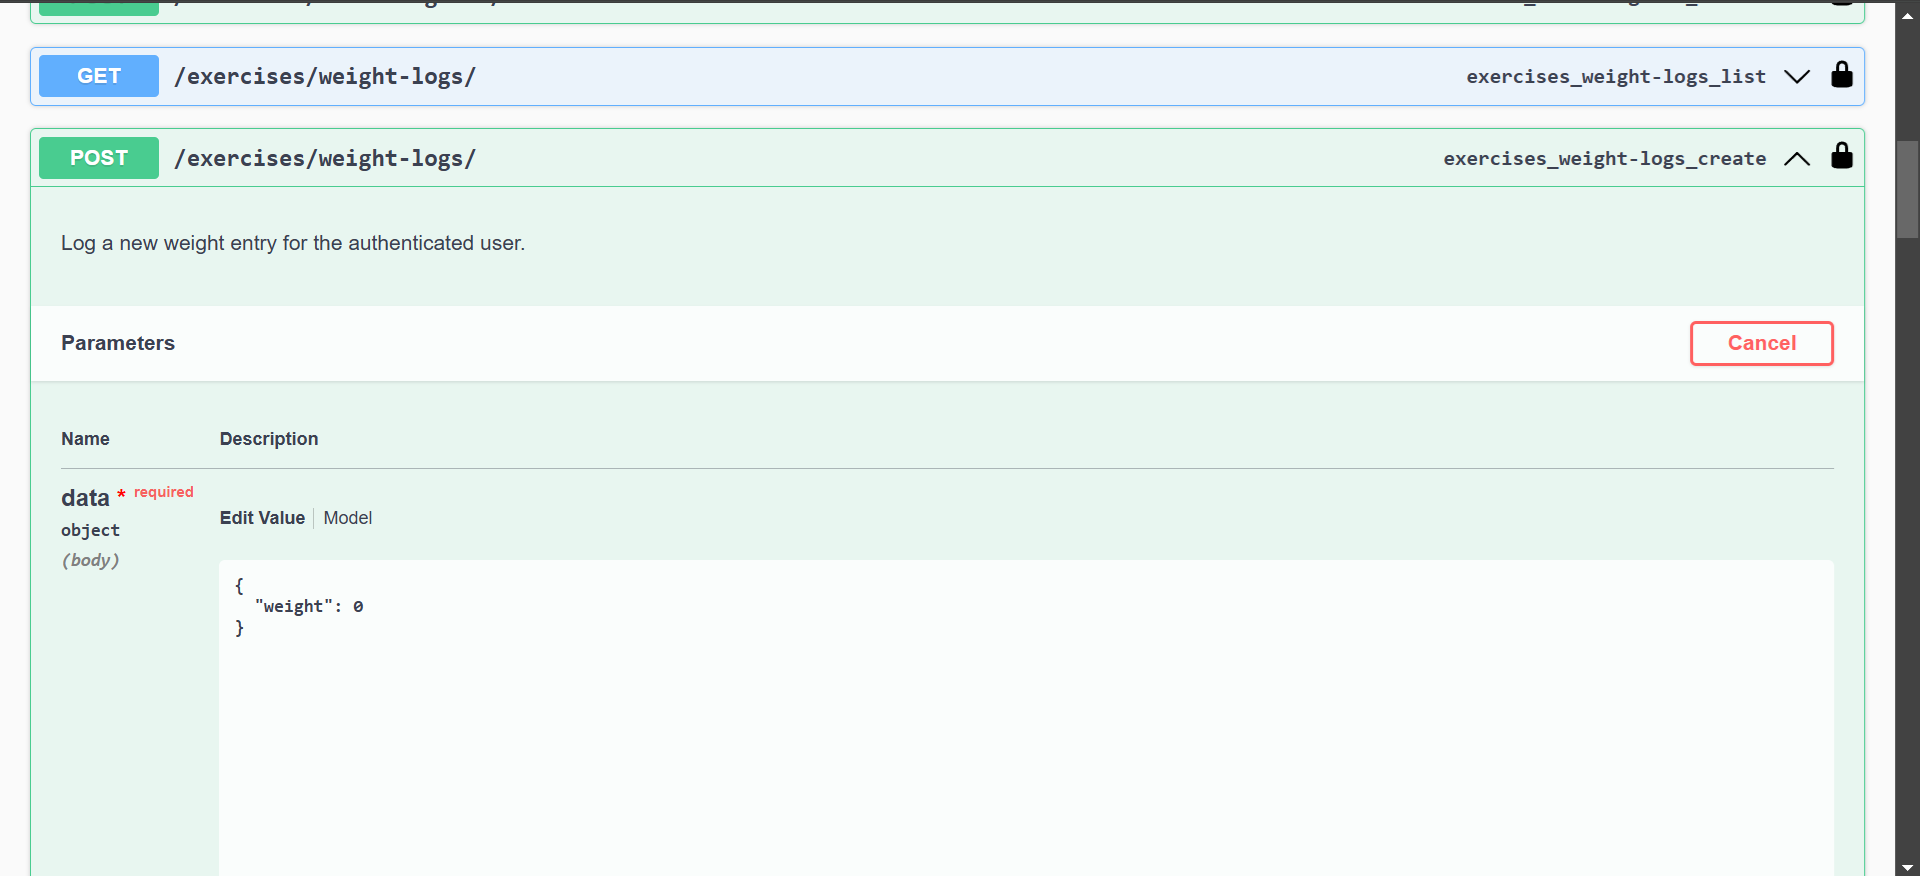 GET /exercises/weight-logs/ exercises_weight-logs_list
POST /exercises/weight-logs/ exercises_weight-logs_create
Log a new weight entry for the authenticated user.
Parameters Cancel
Name Description
data * required
object
(body)
Edit Value Model
{
"weight": 0
}